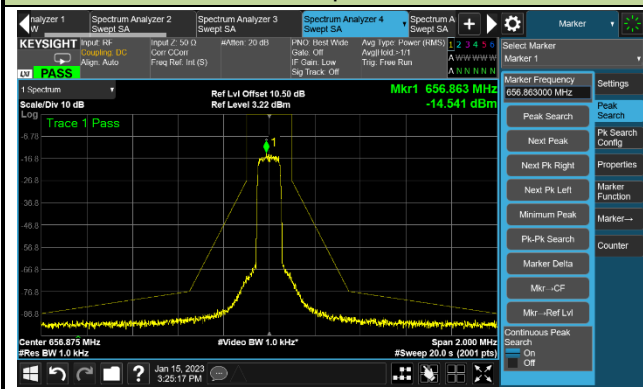 nalyzer 1
W
Spectrum Analyzer 2
Swept SA
Spectrum Analyzer 3
Swept SA
Spectrum Analyzer 4
Swept SA
Spectrum A
Swept SA
Marker
KEYSIGHT
Input: RF
Coupling: DC
Align: Auto
Input Z: 50 Ω
Corr CCorr
Freq Ref: Int (S)
#Atten: 20 dB
PNO: Best Wide
Gate: Off
IF Gain: Low
Sig Track: Off
Avg Type: Power (RMS)
Avg|Hold:>1/1
Trig: Free Run
1 2 3 4 5 6
A W W W W W
A N N N N N
LXI PASS
Select Marker
Marker 1
1 Spectrum
Scale/Div 10 dB
Ref Lvl Offset 10.50 dB
Ref Level 3.22 dBm
Mkr1 656.863 MHz
-14.541 dBm
Log
Trace 1 Pass
1
-6.78
-16.8
-26.8
-36.8
-46.8
-56.8
-66.8
-76.8
-86.8
Center 656.875 MHz
#Res BW 1.0 kHz
#Video BW 1.0 kHz*
Span 2.000 MHz
#Sweep 20.0 s (2001 pts)
Marker Frequency
656.863000 MHz
Peak Search
Next Peak
Next Pk Right
Next Pk Left
Minimum Peak
Pk-Pk Search
Marker Delta
Mkr→CF
Mkr→Ref Lvl
Continuous Peak
Search
On
Off
Settings
Peak
Search
Pk Search
Config
Properties
Marker
Function
Marker→
Counter
?
Jan 15, 2023
3:25:17 PM